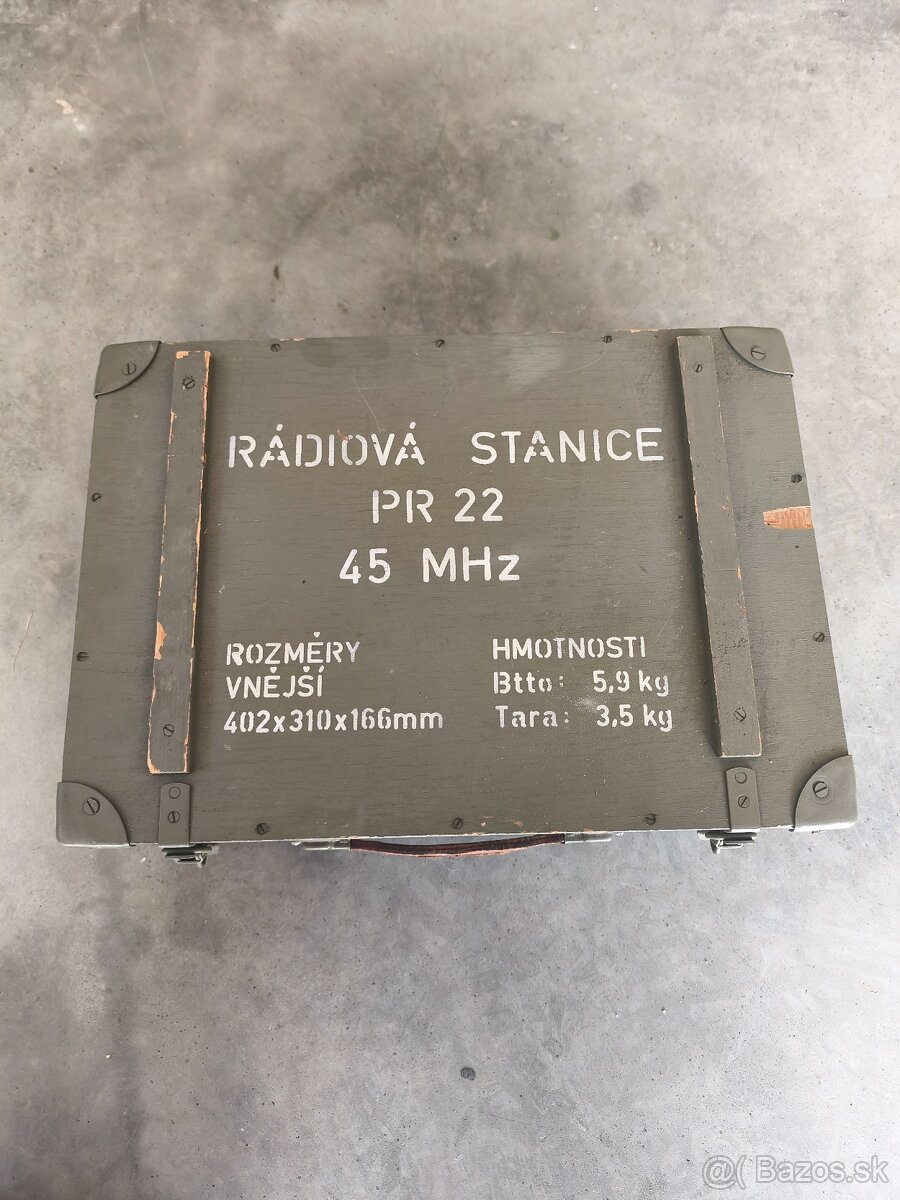 RÁDIOVÁ STANICE
PR 22
45 MHz
ROZMĚRY
VNĚJŠÍ
402x310x166mm
HMOTNOSTI
Btto: 5,9 kg
Tara: 3,5 kg
@( Bazos.sk